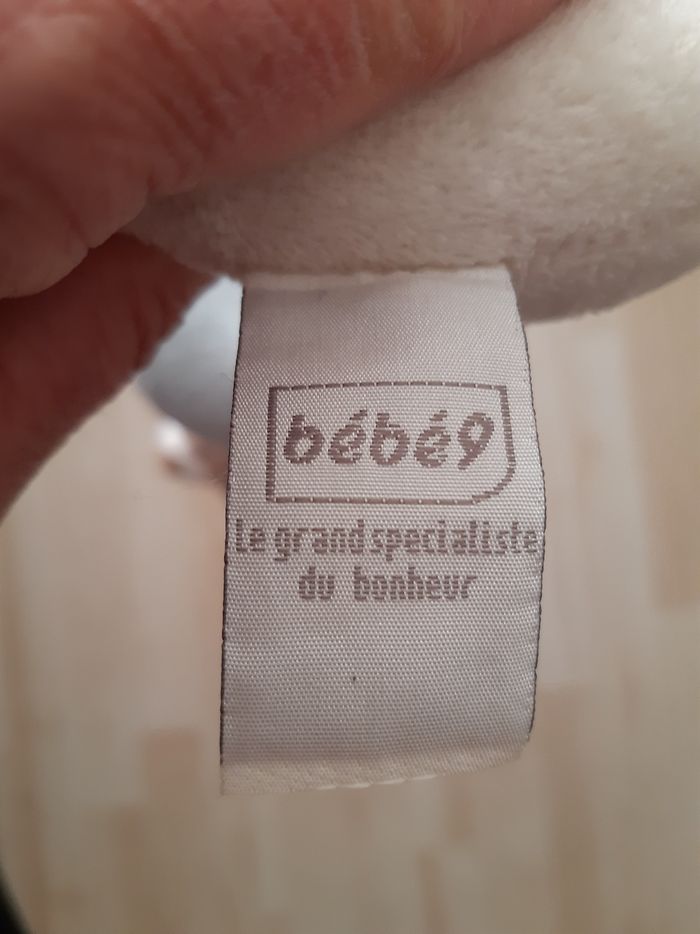 bébé9
Le grand specialiste
du bonheur